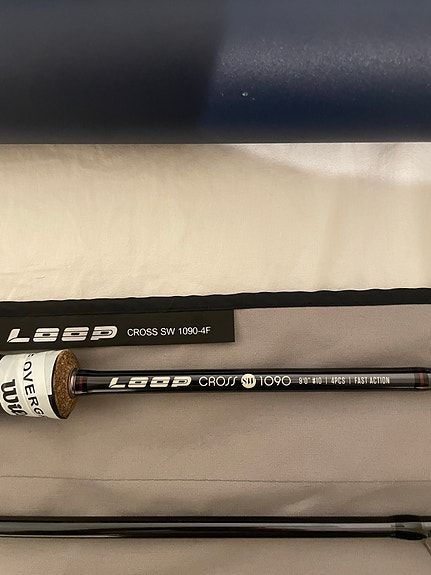 LOOP CROSS SW 1090-4F
LOOP CROSS SW 1090 9'0" #10 | 4PCS | FAST ACTION